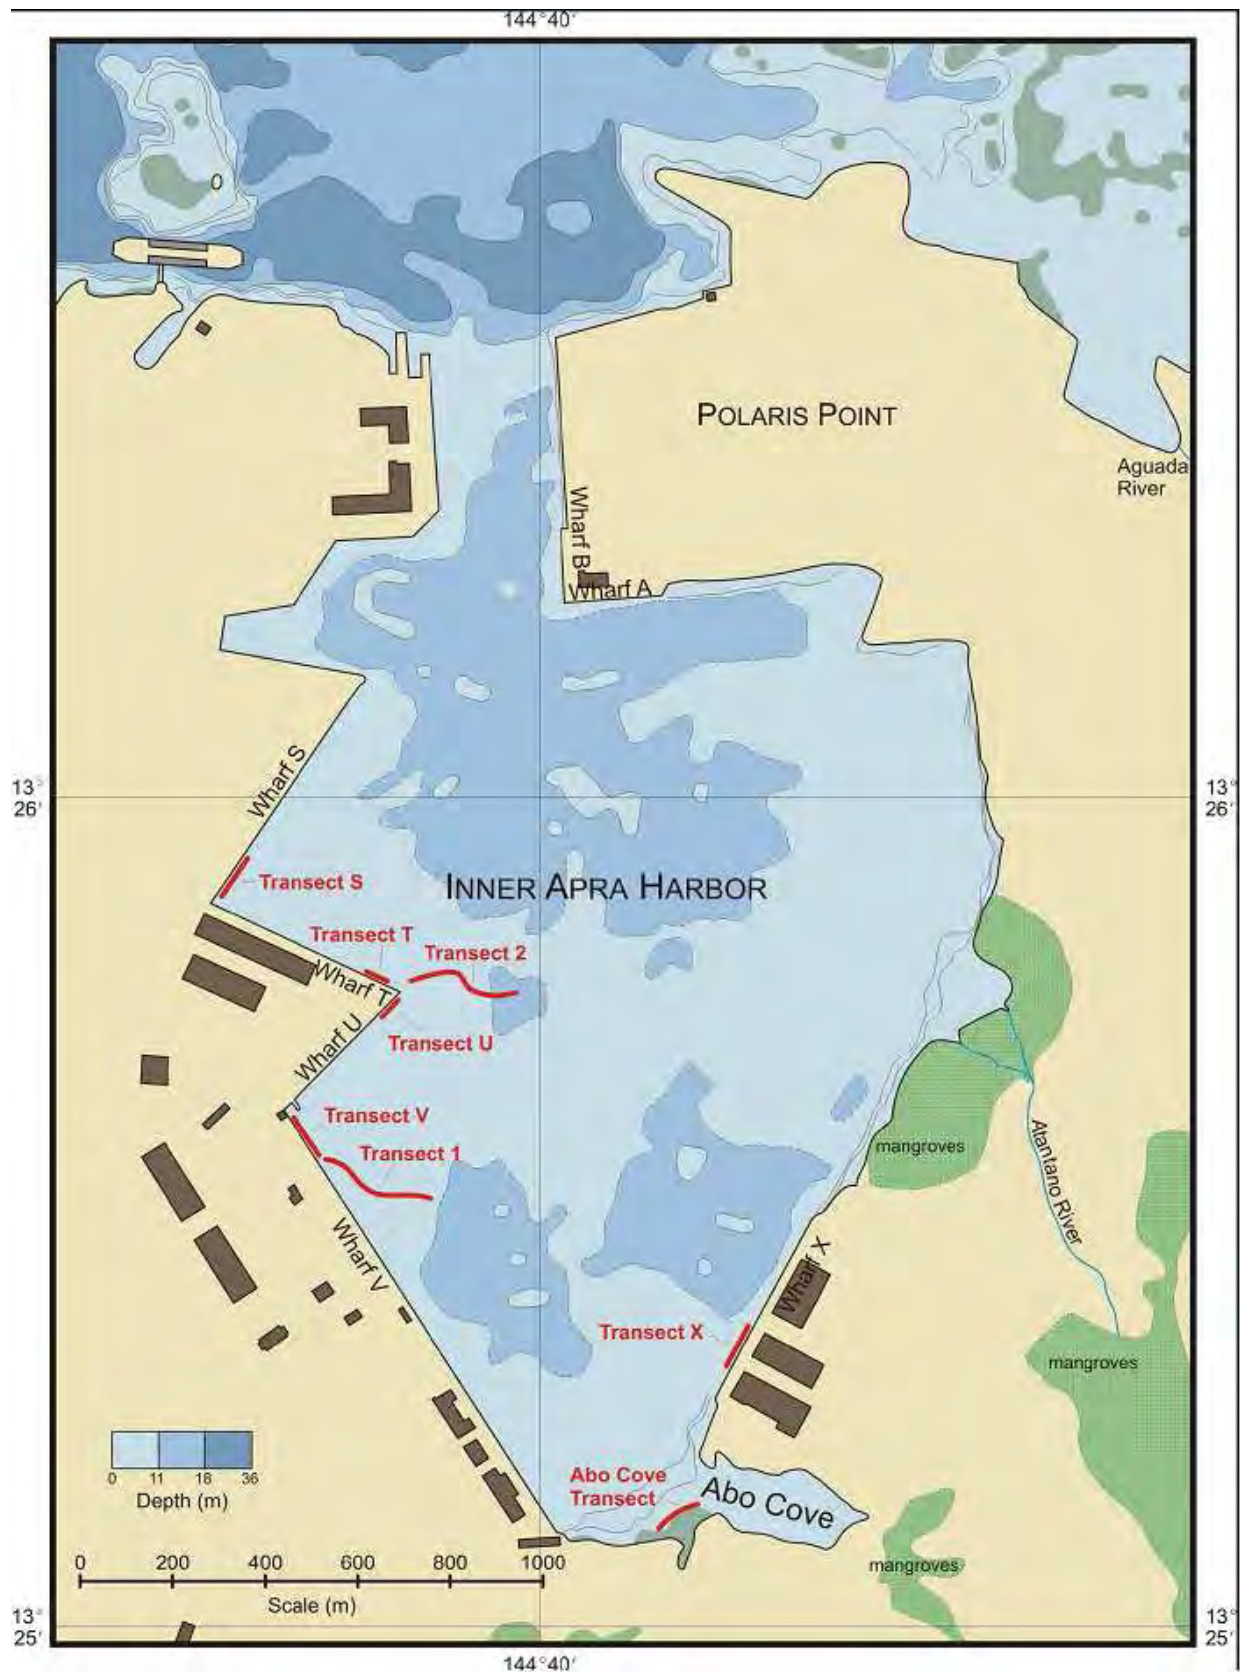 144°40′
POLARIS POINT
Aguada
River
Wharf B
Wharf A
Wharf S
13°
26′
13°
26′
Transect S
INNER APRA HARBOR
Transect T
Transect 2
Wharf T
Wharf U
Transect U
Transect V
Transect 1
mangroves
Atantano River
Wharf V
Wharf X
Transect X
mangroves
0 11 18 36
Depth (m)
Abo Cove
Transect
Abo Cove
0 200 400 600 800 1000
Scale (m)
mangroves
13°
25′
13°
25′
144°40′